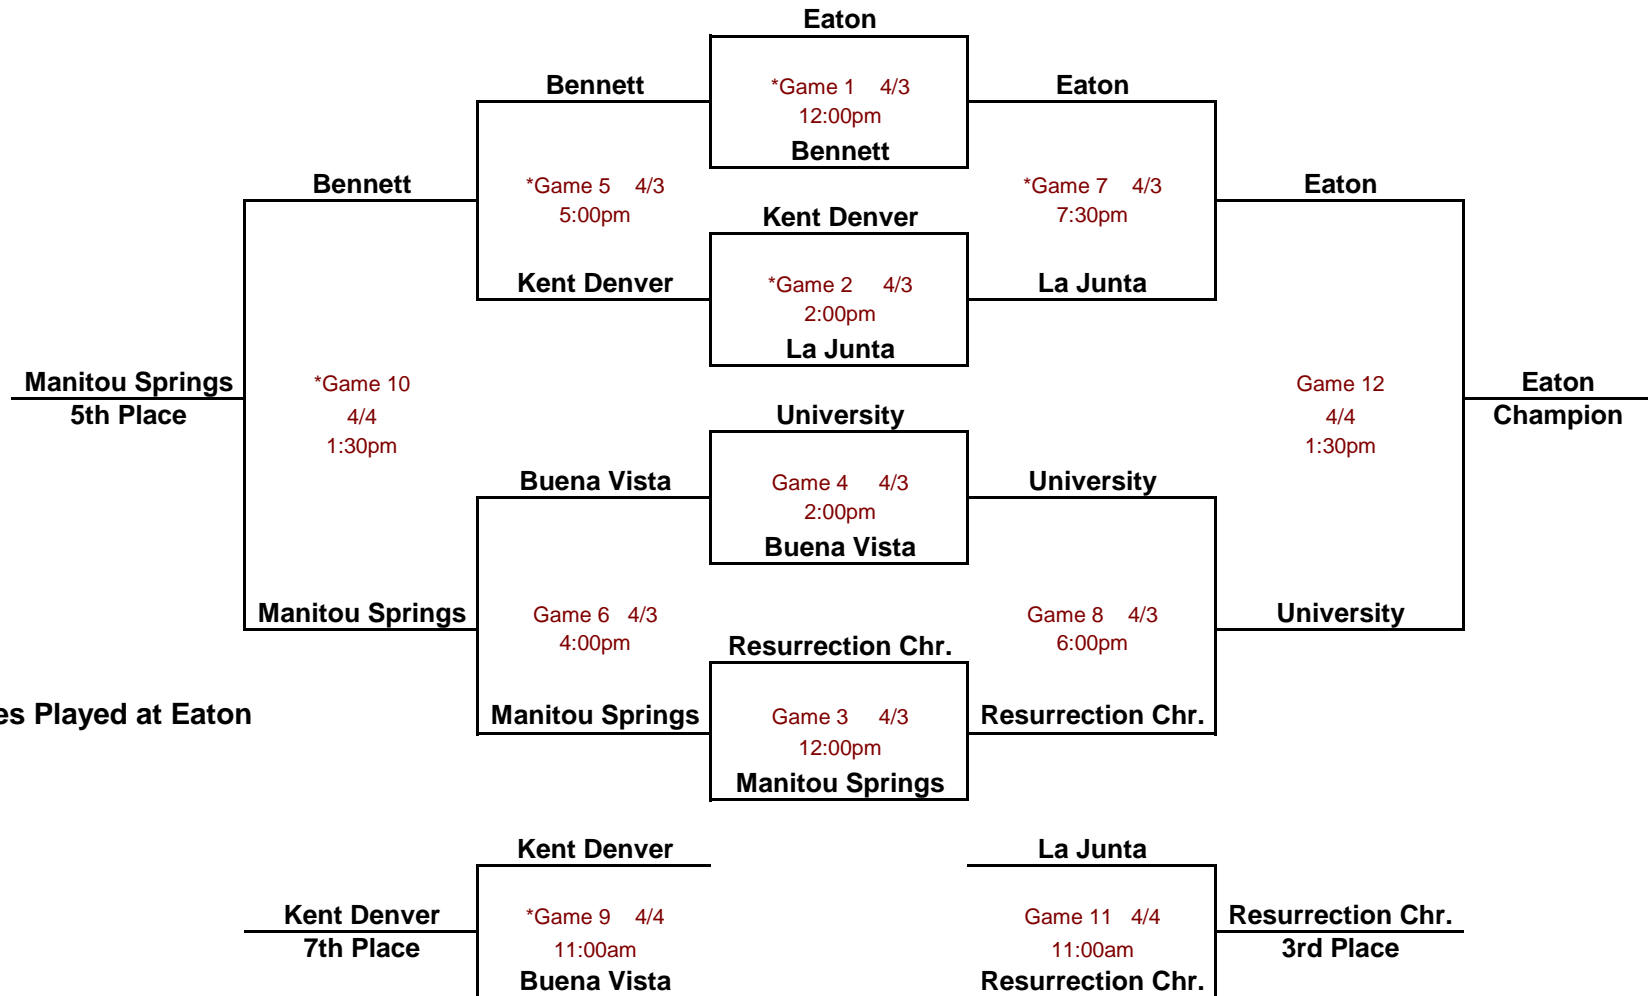 Eaton
Bennett
*Game 1 4/3
Eaton
12:00pm
Bennett
Bennett
*Game 5 4/3
*Game 7 4/3
Eaton
5:00pm
Kent Denver
7:30pm
Kent Denver
*Game 2 4/3
La Junta
2:00pm
La Junta
Manitou Springs
*Game 10
Game 12
Eaton
5th Place
4/4
University
4/4
Champion
1:30pm
1:30pm
Buena Vista
Game 4 4/3
University
2:00pm
Buena Vista
Manitou Springs
Game 6 4/3
Game 8 4/3
University
4:00pm
Resurrection Chr.
6:00pm
es Played at Eaton
Manitou Springs
Game 3 4/3
Resurrection Chr.
12:00pm
Manitou Springs
Kent Denver
La Junta
Kent Denver
*Game 9 4/4
Game 11 4/4
Resurrection Chr.
7th Place
11:00am
11:00am
3rd Place
Buena Vista
Resurrection Chr.